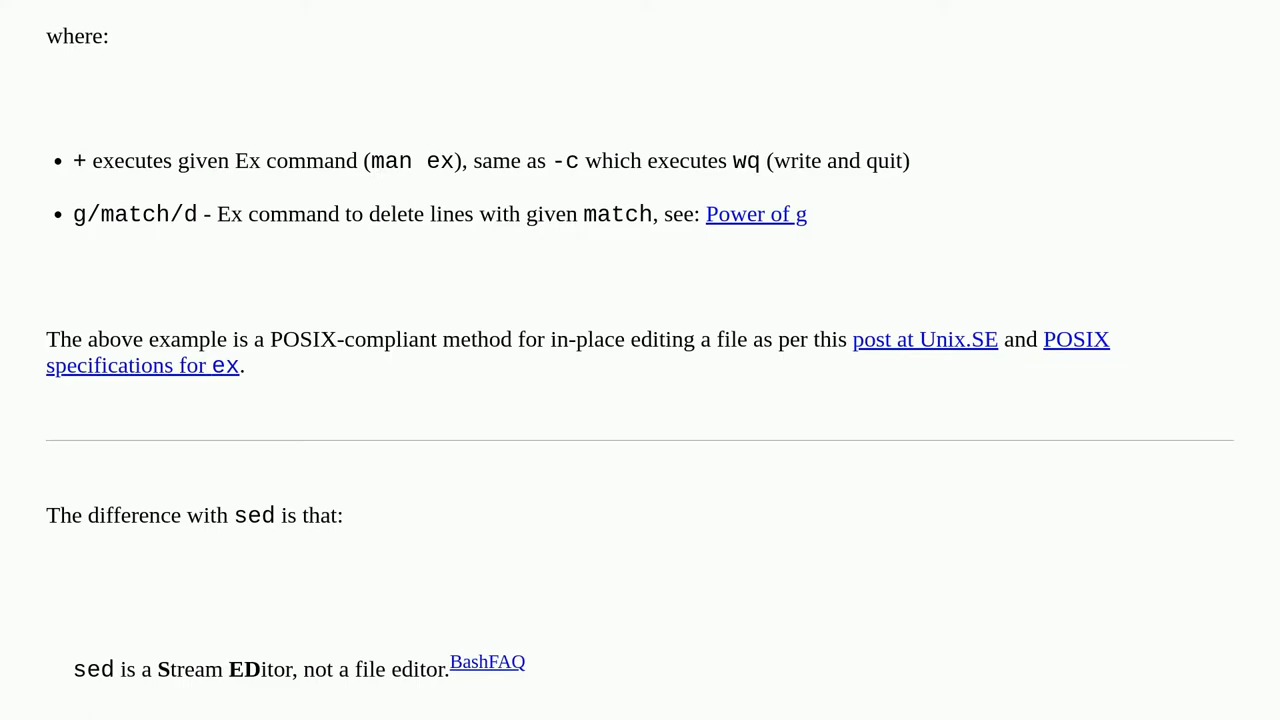 where:
• + executes given Ex command (man ex), same as -c which executes wq (write and quit)
• g/match/d - Ex command to delete lines with given match, see: Power of g
The above example is a POSIX-compliant method for in-place editing a file as per this post at Unix.SE and POSIX
specifications for ex.
The difference with sed is that:
sed is a Stream EDitor, not a file editor.BashFAQ